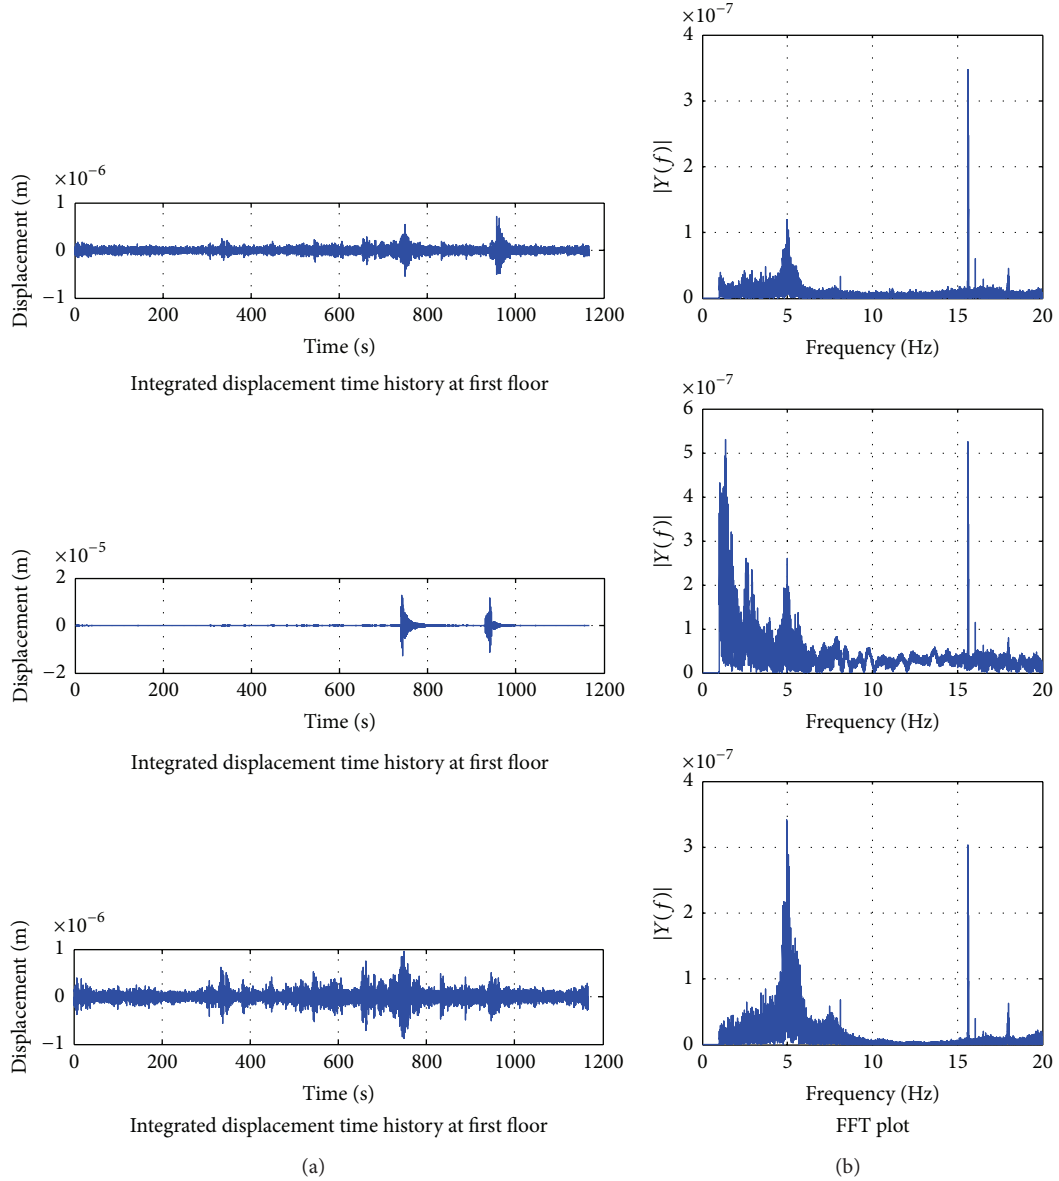 ×10⁻⁶
Displacement (m)
1
0
−1
0 200 400 600 800 1000 1200
Time (s)
Integrated displacement time history at first floor
×10⁻⁷
|Y(f)|
4
3
2
1
0
0 5 10 15 20
Frequency (Hz)
×10⁻⁵
Displacement (m)
2
0
−2
0 200 400 600 800 1000 1200
Time (s)
Integrated displacement time history at first floor
×10⁻⁷
|Y(f)|
6
5
4
3
2
1
0
0 5 10 15 20
Frequency (Hz)
×10⁻⁶
Displacement (m)
1
0
−1
0 200 400 600 800 1000 1200
Time (s)
Integrated displacement time history at first floor
(a)
×10⁻⁷
|Y(f)|
4
3
2
1
0
0 5 10 15 20
Frequency (Hz)
FFT plot
(b)